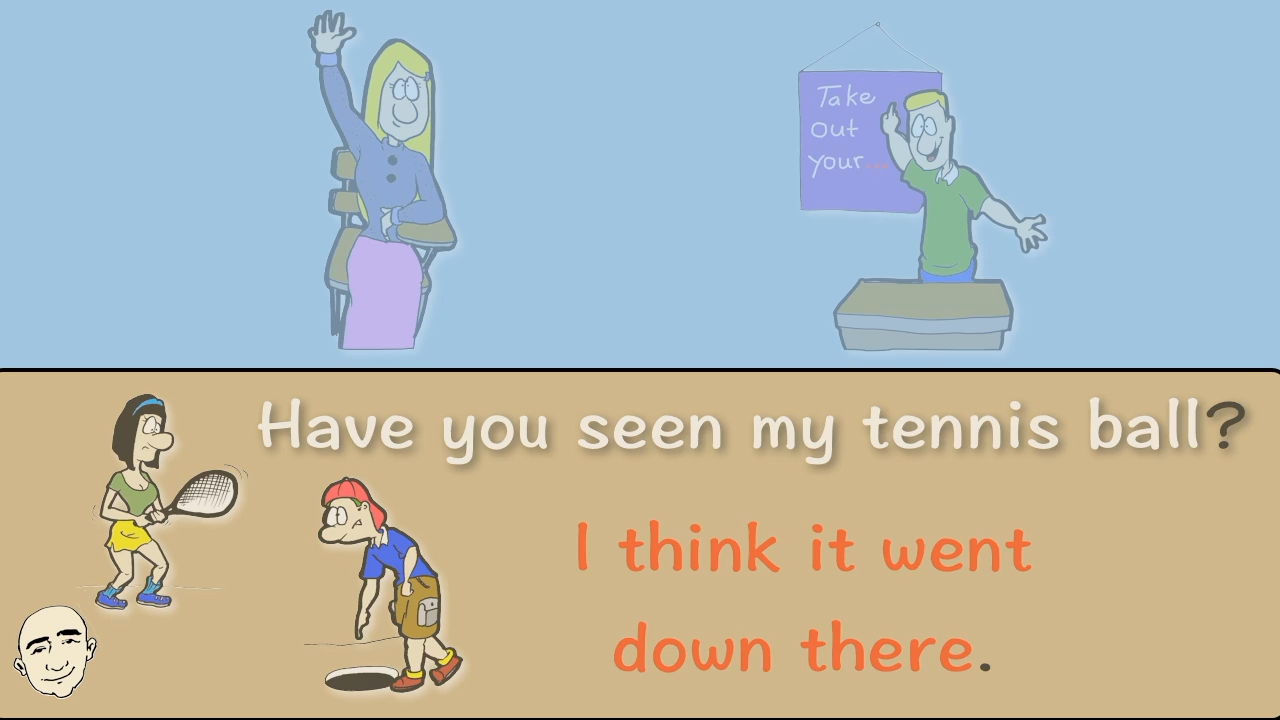 Take
out
your...
Have you seen my tennis ball?
I think it went
down there.